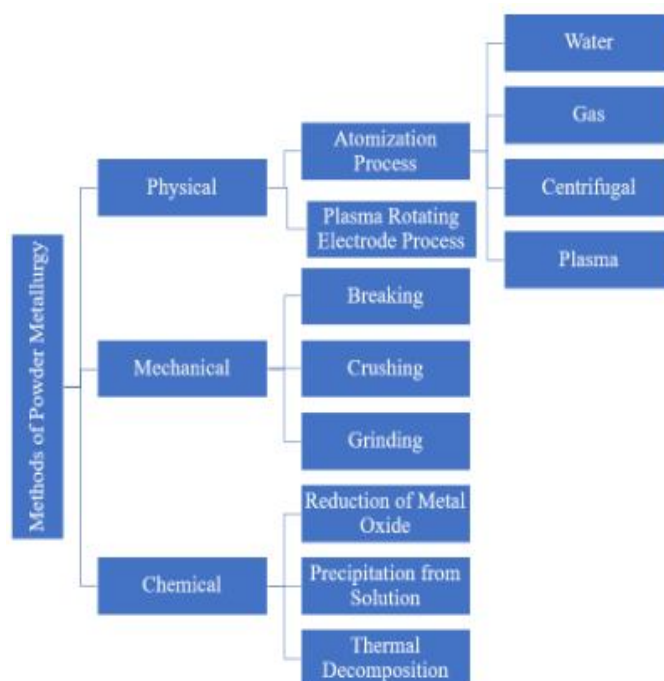 Methods of Powder Metallurgy
Physical
Atomization
Process
Water
Gas
Centrifugal
Plasma
Plasma Rotating
Electrode Process
Mechanical
Breaking
Crushing
Grinding
Chemical
Reduction of Metal
Oxide
Precipitation from
Solution
Thermal
Decomposition